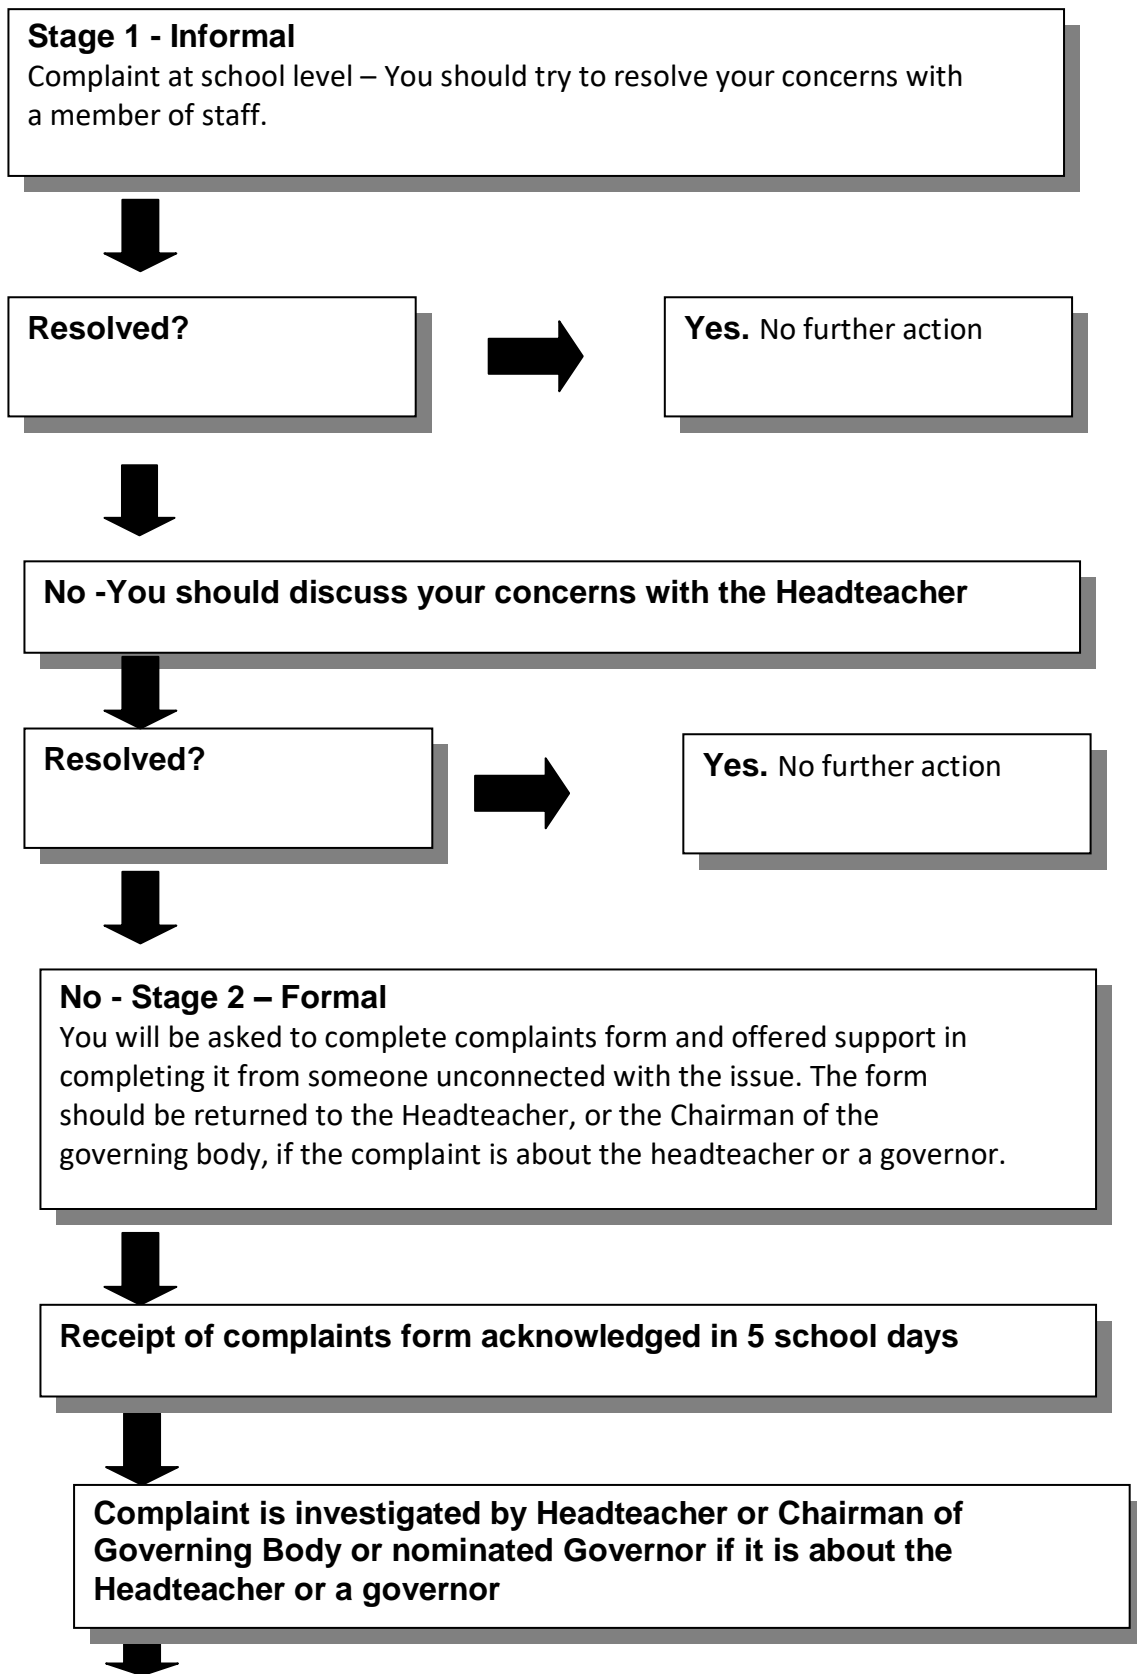 Stage 1 - Informal
Complaint at school level – You should try to resolve your concerns with
a member of staff.
Resolved?
Yes. No further action
No -You should discuss your concerns with the Headteacher
Resolved?
Yes. No further action
No - Stage 2 – Formal
You will be asked to complete complaints form and offered support in
completing it from someone unconnected with the issue. The form
should be returned to the Headteacher, or the Chairman of the
governing body, if the complaint is about the headteacher or a governor.
Receipt of complaints form acknowledged in 5 school days
Complaint is investigated by Headteacher or Chairman of
Governing Body or nominated Governor if it is about the
Headteacher or a governor